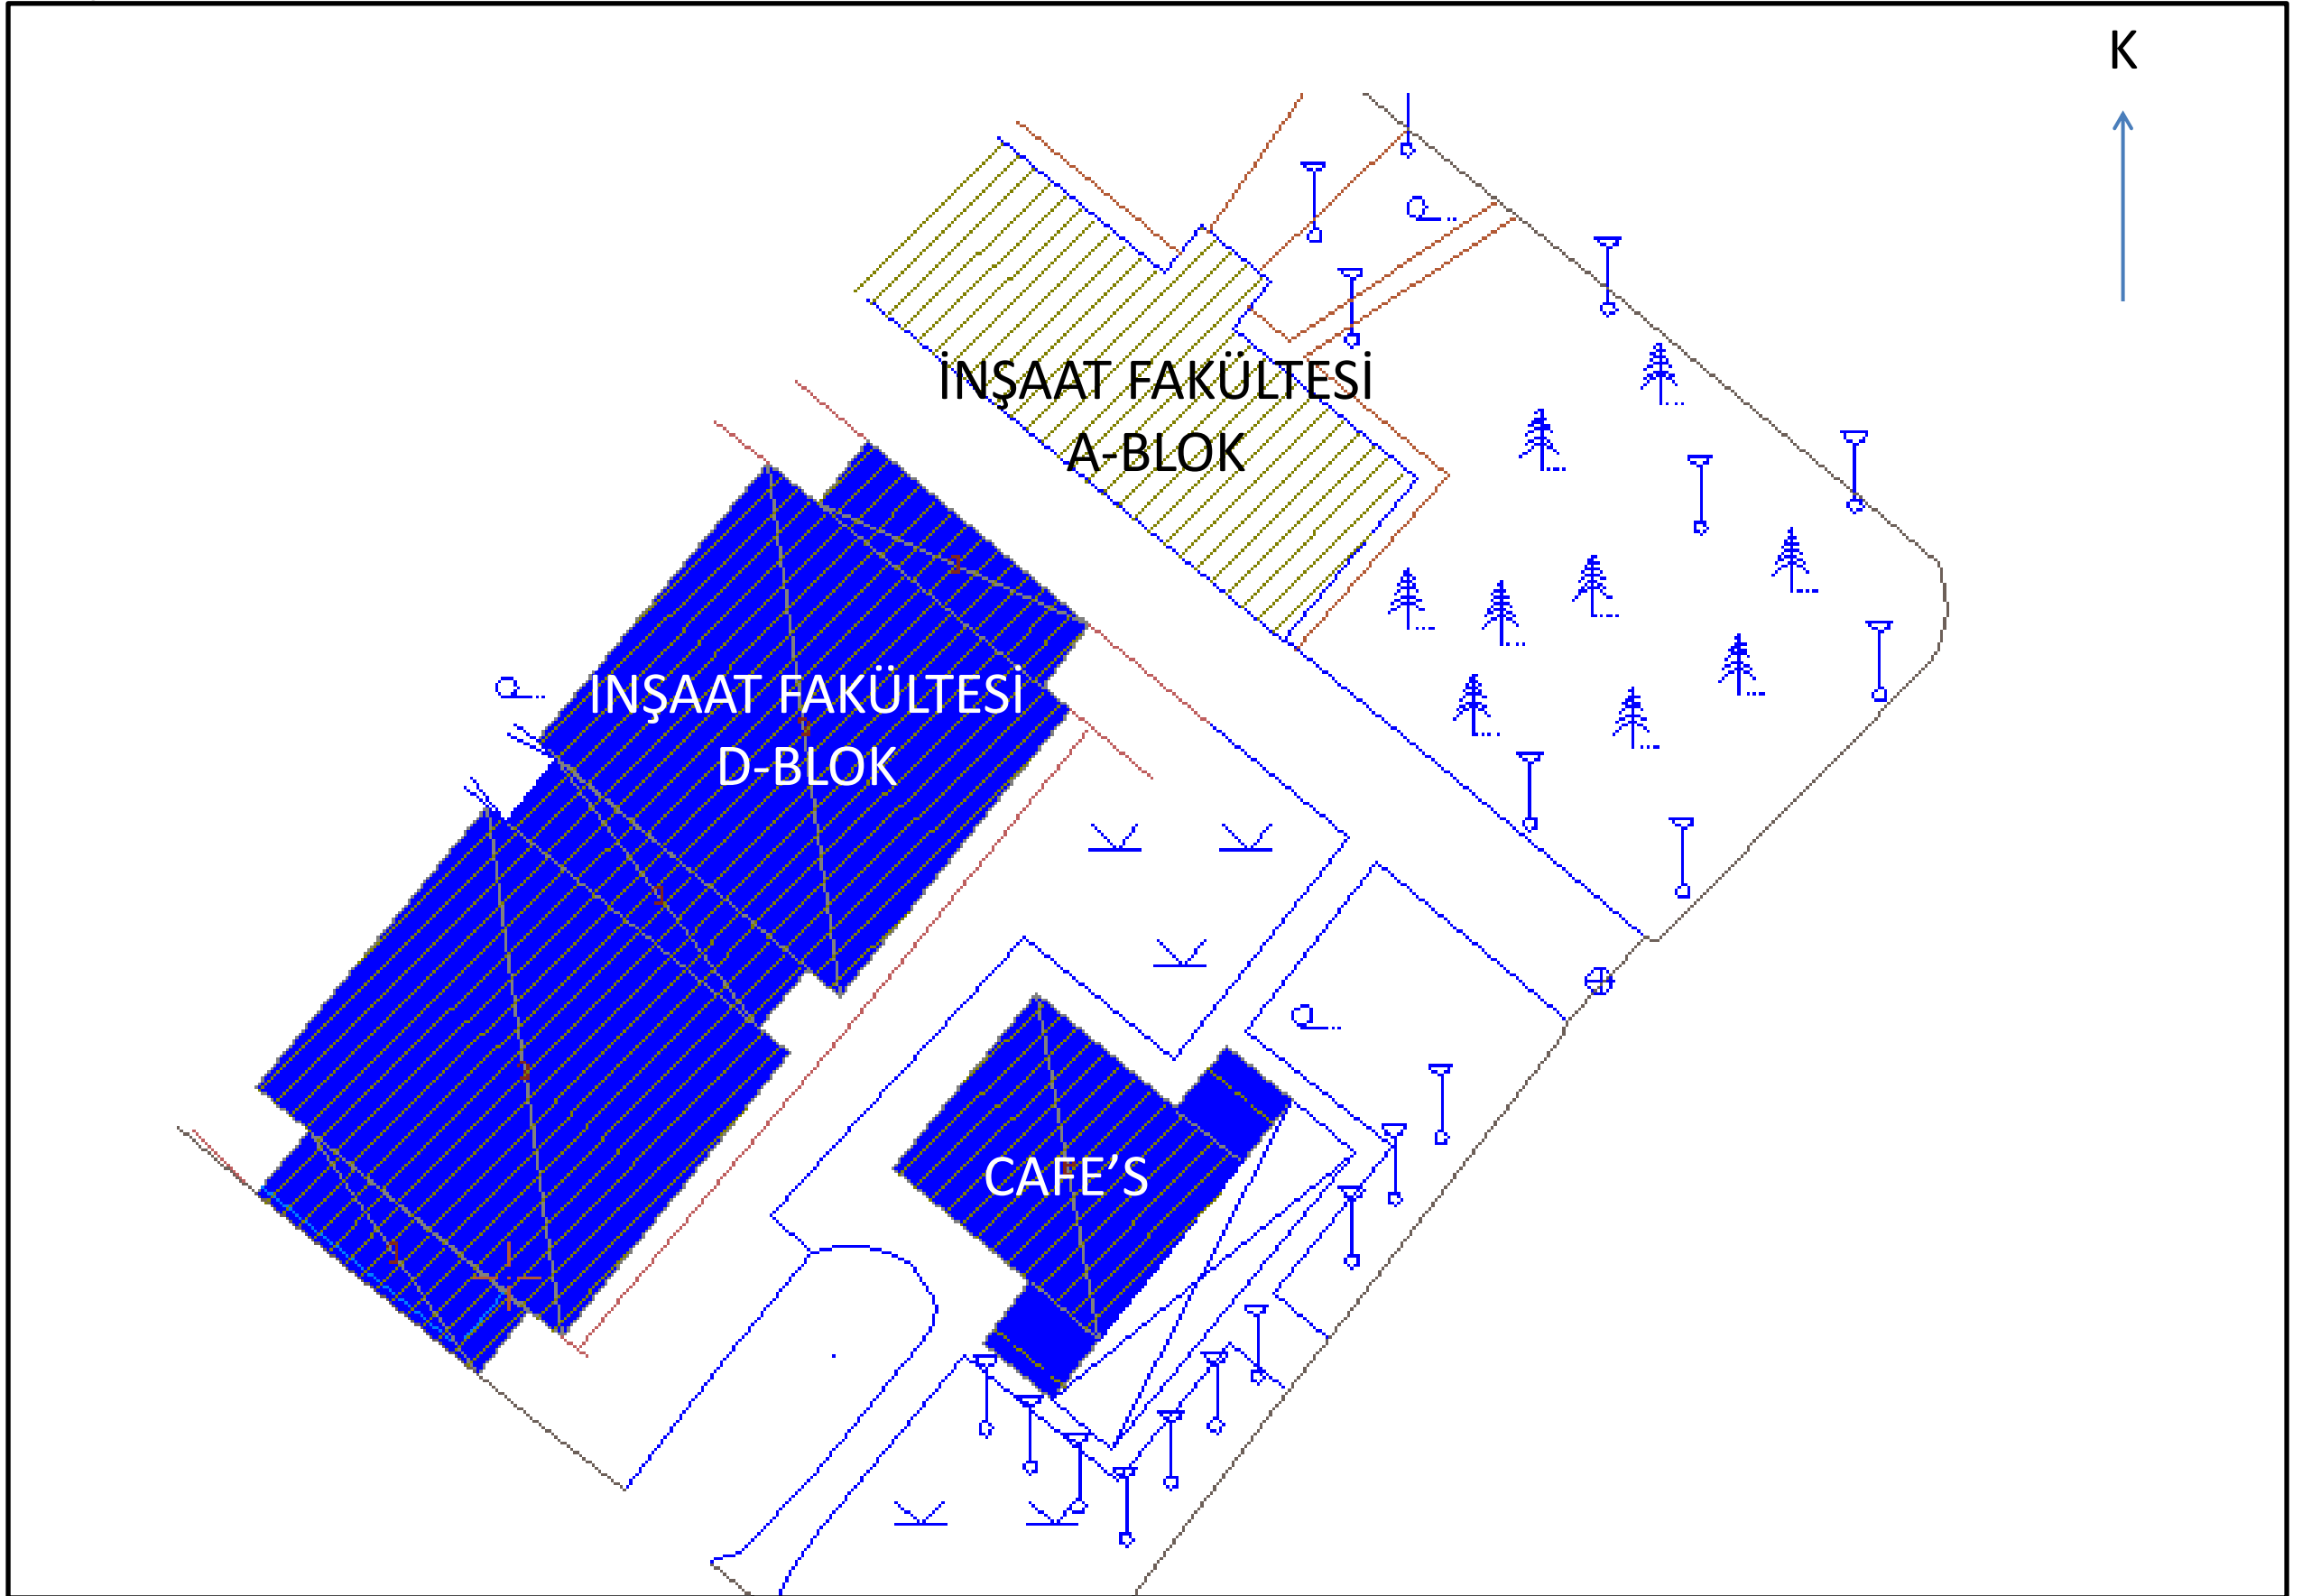 K
İNŞAAT FAKÜLTESİ
A-BLOK
İNŞAAT FAKÜLTESİ
D-BLOK
CAFE’S